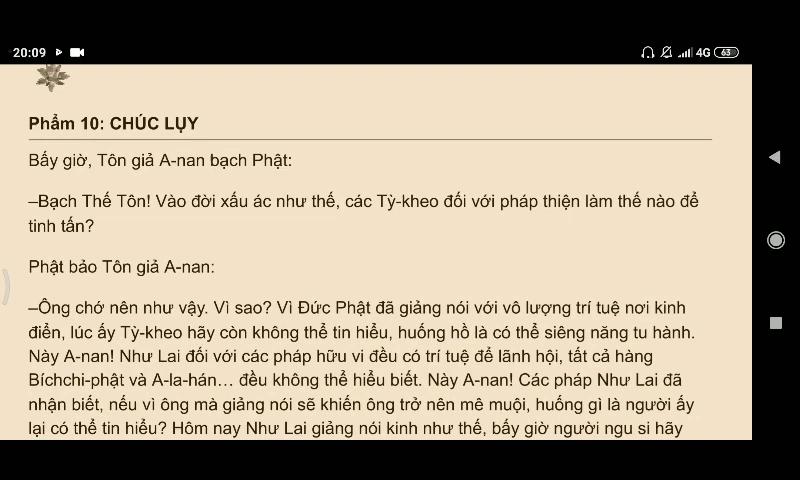 20:09
4G 63
Phẩm 10: CHÚC LỤY
Bấy giờ, Tôn giả A-nan bạch Phật:
–Bạch Thế Tôn! Vào đời xấu ác như thế, các Tỳ-kheo đối với pháp thiện làm thế nào để
tinh tấn?
Phật bảo Tôn giả A-nan:
–Ông chớ nên như vậy. Vì sao? Vì Đức Phật đã giảng nói với vô lượng trí tuệ nơi kinh
điển, lúc ấy Tỳ-kheo hãy còn không thể tin hiểu, huống hồ là có thể siêng năng tu hành.
Này A-nan! Như Lai đối với các pháp hữu vi đều có trí tuệ để lãnh hội, tất cả hàng
Bíchchi-phật và A-la-hán... đều không thể hiểu biết. Này A-nan! Các pháp Như Lai đã
nhận biết, nếu vì ông mà giảng nói sẽ khiến ông trở nên mê muội, huống gì là người ấy
lại có thể tin hiểu? Hôm nay Như Lai giảng nói kinh như thế, bấy giờ người ngu si hãy